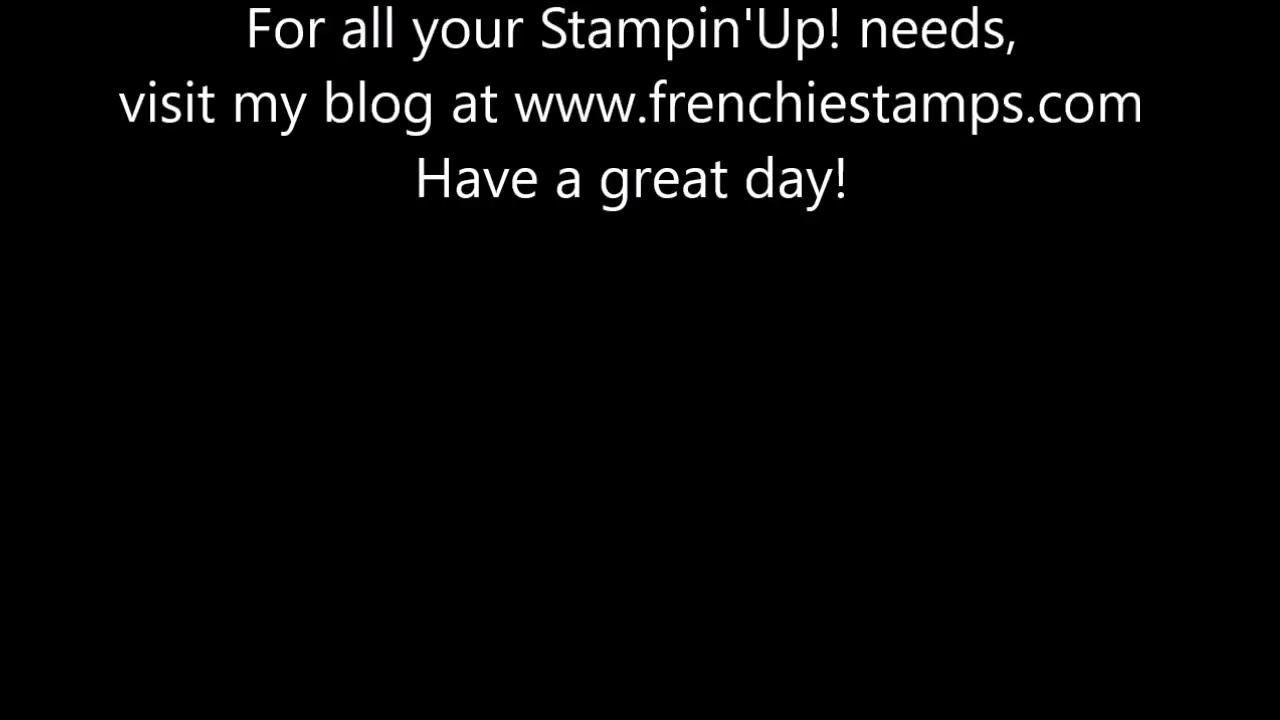 For all your Stampin'Up! needs,
visit my blog at www.frenchiestamps.com
Have a great day!